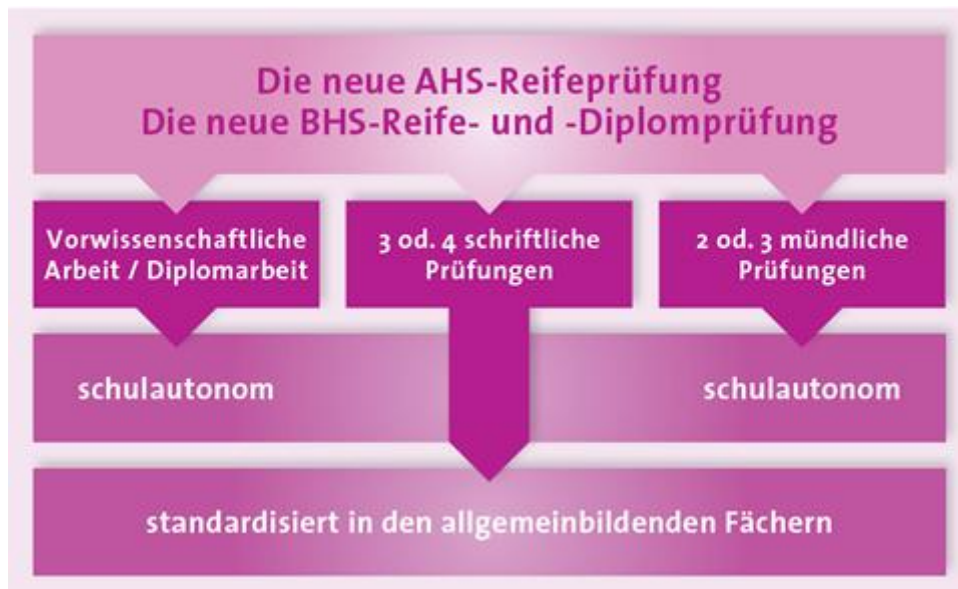 Die neue AHS-Reifeprüfung
Die neue BHS-Reife- und -Diplomprüfung
Vorwissenschaftliche
Arbeit / Diplomarbeit
3 od. 4 schriftliche
Prüfungen
2 od. 3 mündliche
Prüfungen
schulautonom
schulautonom
standardisiert in den allgemeinbildenden Fächern